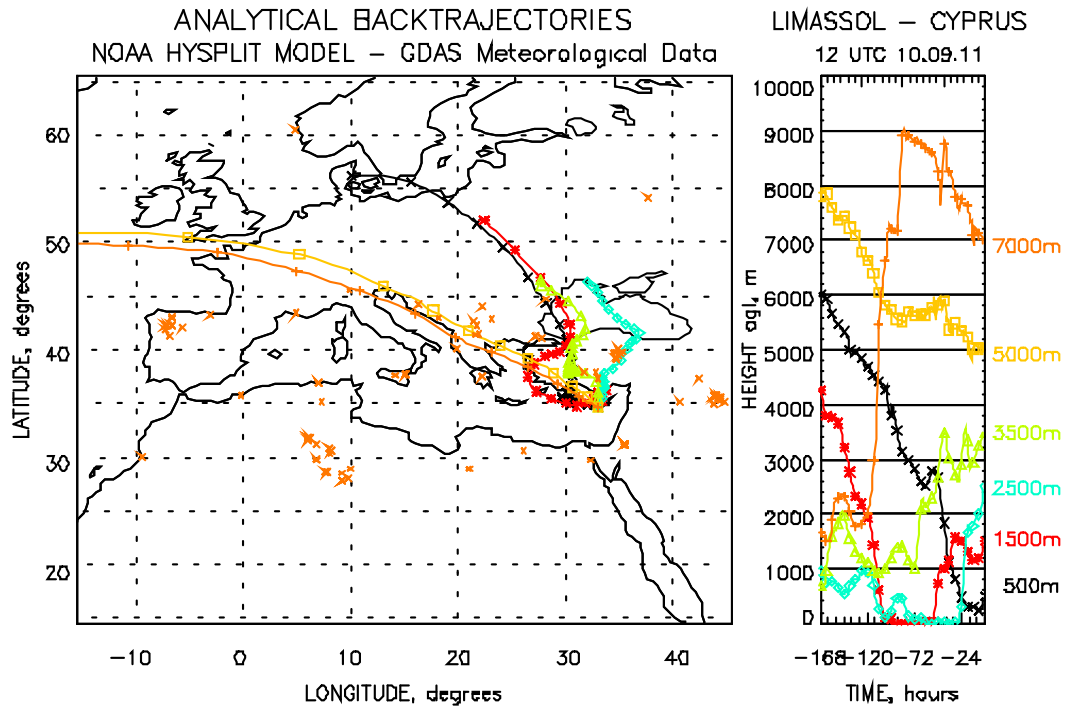 ANALYTICAL BACKTRAJECTORIES
NOAA HYSPLIT MODEL – GDAS Meteorological Data
LIMASSOL – CYPRUS
12 UTC 10.09.11
LATITUDE, degrees
60
50
40
30
20
-10
0
10
20
30
40
LONGITUDE, degrees
HEIGHT agl, m
10000
9000
8000
7000
6000
5000
4000
3000
2000
1000
0
7000m
5000m
3500m
2500m
1500m
500m
-168
-120
-72
-24
TIME, hours